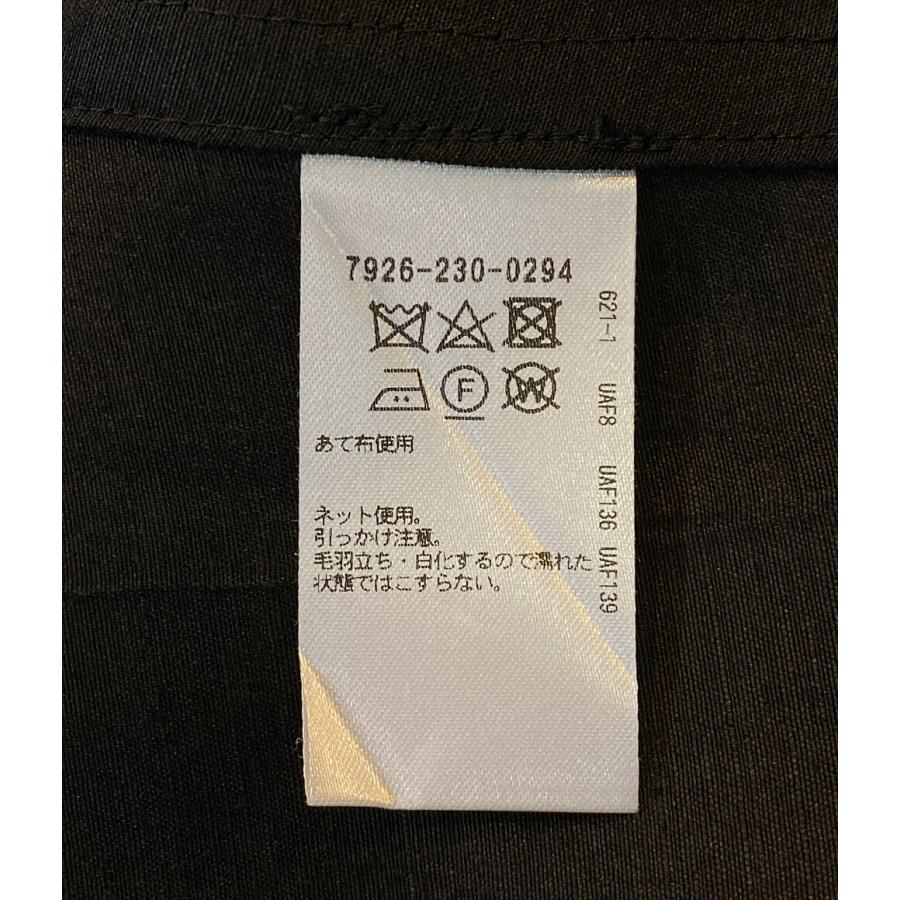 7926-230-0294
F
W
あて布使用
ネット使用。
引っかけ注意。
毛羽立ち・白化するので濡れた
状態ではこすらない。
621-1 UAF8 UAF136 UAF139